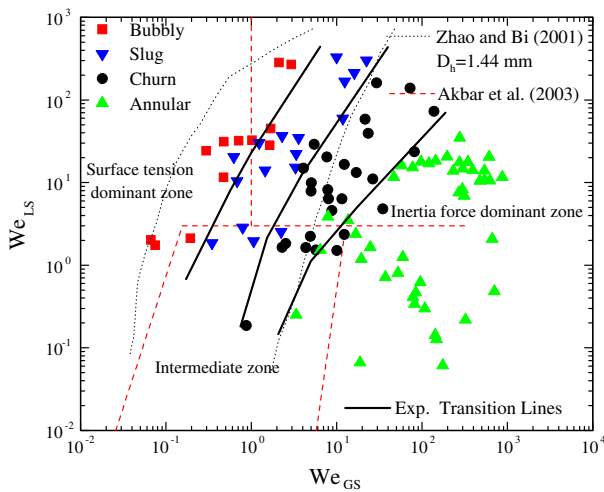 Bubbly
Slug
Churn
Annular
Zhao and Bi (2001)
D_h=1.44 mm
Akbar et al. (2003)
Surface tension
dominant zone
Inertia force dominant zone
Intermediate zone
Exp. Transition Lines
We_LS
10^3
10^2
10^1
10^0
10^-1
10^-2
10^-2 10^-1 10^0 10^1 10^2 10^3 10^4
We_GS